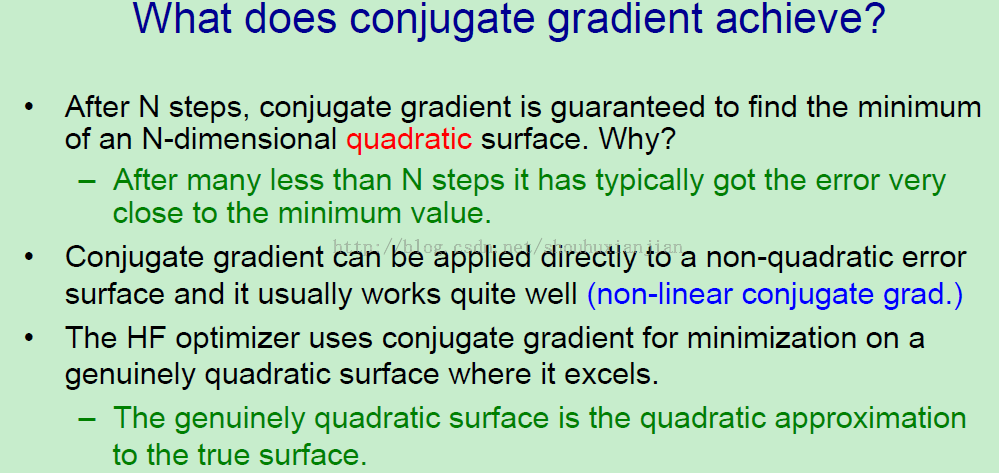 What does conjugate gradient achieve?
• After N steps, conjugate gradient is guaranteed to find the minimum
of an N-dimensional quadratic surface. Why?
– After many less than N steps it has typically got the error very
close to the minimum value.
http://blog.csdn.net/shouhuxianjian
• Conjugate gradient can be applied directly to a non-quadratic error
surface and it usually works quite well (non-linear conjugate grad.)
• The HF optimizer uses conjugate gradient for minimization on a
genuinely quadratic surface where it excels.
– The genuinely quadratic surface is the quadratic approximation
to the true surface.